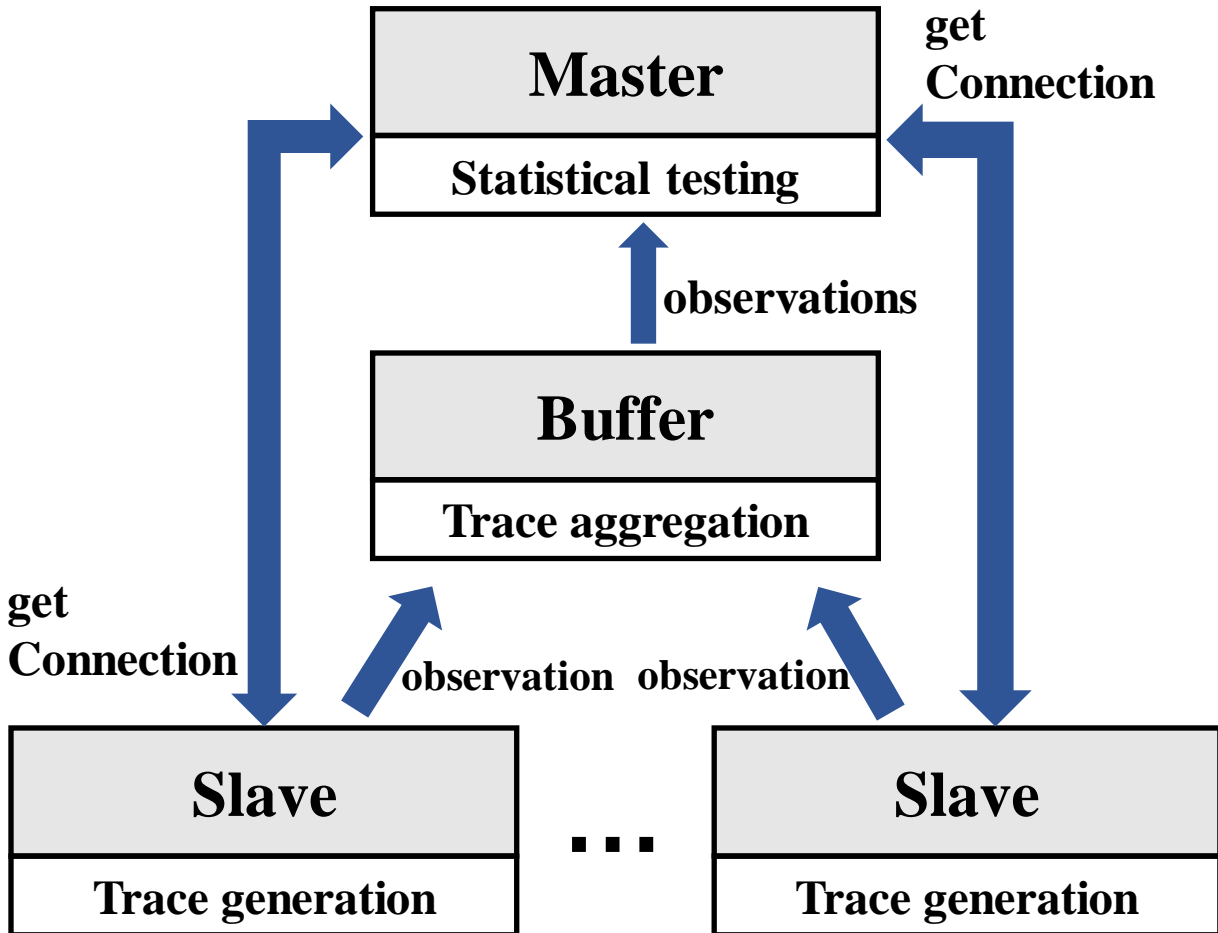 Master
get
Connection
Statistical testing
observations
Buffer
Trace aggregation
get
Connection
observation
observation
Slave
Slave
...
Trace generation
Trace generation